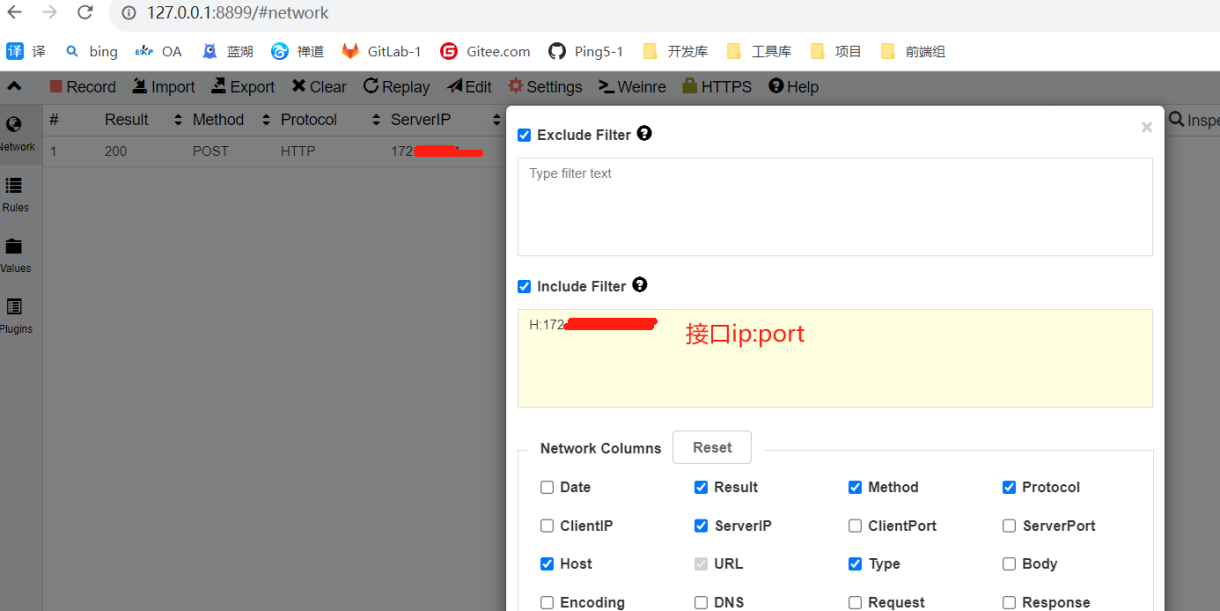 127.0.0.1:8899/#network
译 译 bing OA 蓝湖 禅道 GitLab-1 Gitee.com Ping5-1 开发库 工具库 项目 前端组
Record Import Export Clear Replay Edit Settings Weinre HTTPS Help
# Result Method Protocol ServerIP
1 200 POST HTTP 172
Network
Rules
Values
Plugins
Inspe
× 
Exclude Filter
Type filter text
Include Filter
H:172
接口ip:port
Network Columns Reset
Date Result Method Protocol
ClientIP ServerIP ClientPort ServerPort
Host URL Type Body
Encoding DNS Request Response